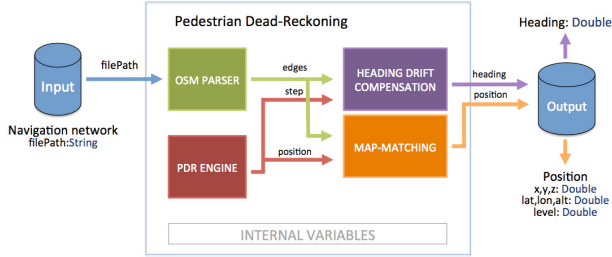 Pedestrian Dead-Reckoning
Heading: Double
filePath
edges
Input
OSM PARSER
HEADING DRIFT
COMPENSATION
heading
step
position
Output
Navigation network
filePath:String
PDR ENGINE
position
MAP-MATCHING
Position
x,y,z: Double
lat,lon,alt: Double
level: Double
INTERNAL VARIABLES